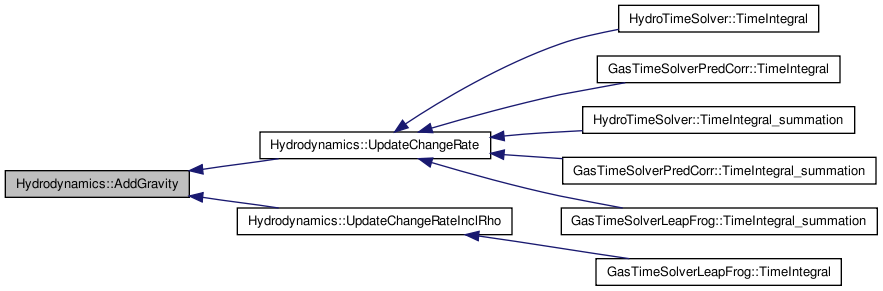 HydroTimeSolver::TimeIntegral
GasTimeSolverPredCorr::TimeIntegral
HydroTimeSolver::TimeIntegral_summation
Hydrodynamics::UpdateChangeRate
GasTimeSolverPredCorr::TimeIntegral_summation
Hydrodynamics::AddGravity
GasTimeSolverLeapFrog::TimeIntegral_summation
Hydrodynamics::UpdateChangeRateInclRho
GasTimeSolverLeapFrog::TimeIntegral